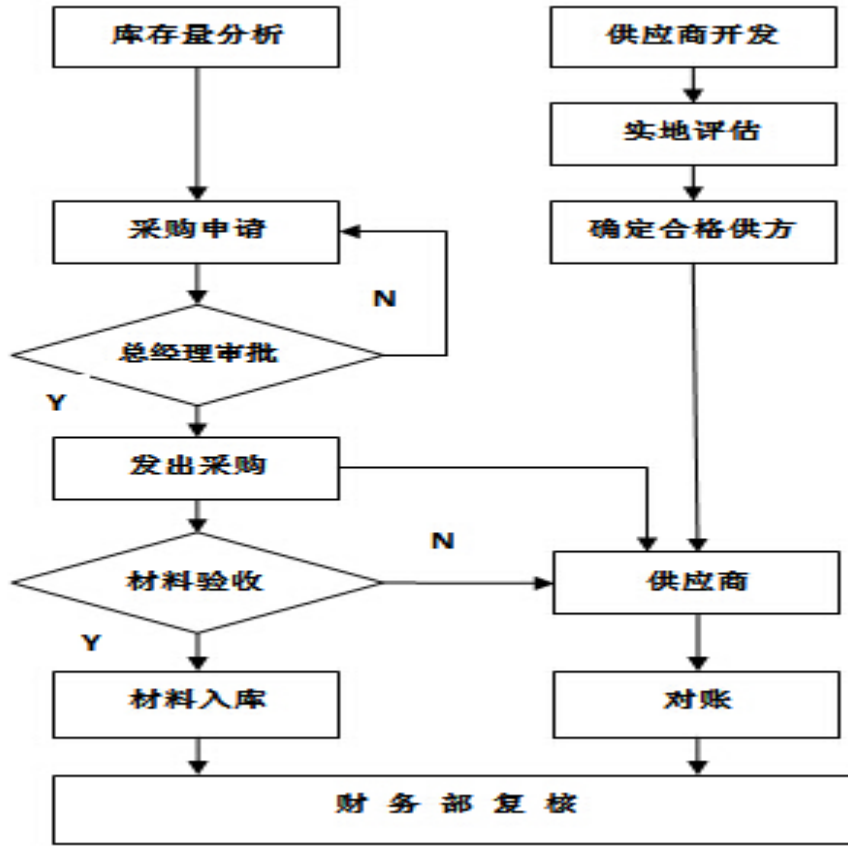 库存量分析
供应商开发
实地评估
采购申请
确定合格供方
N
总经理审批
Y
发出采购
N
材料验收
供应商
Y
材料入库
对账
财务部复核